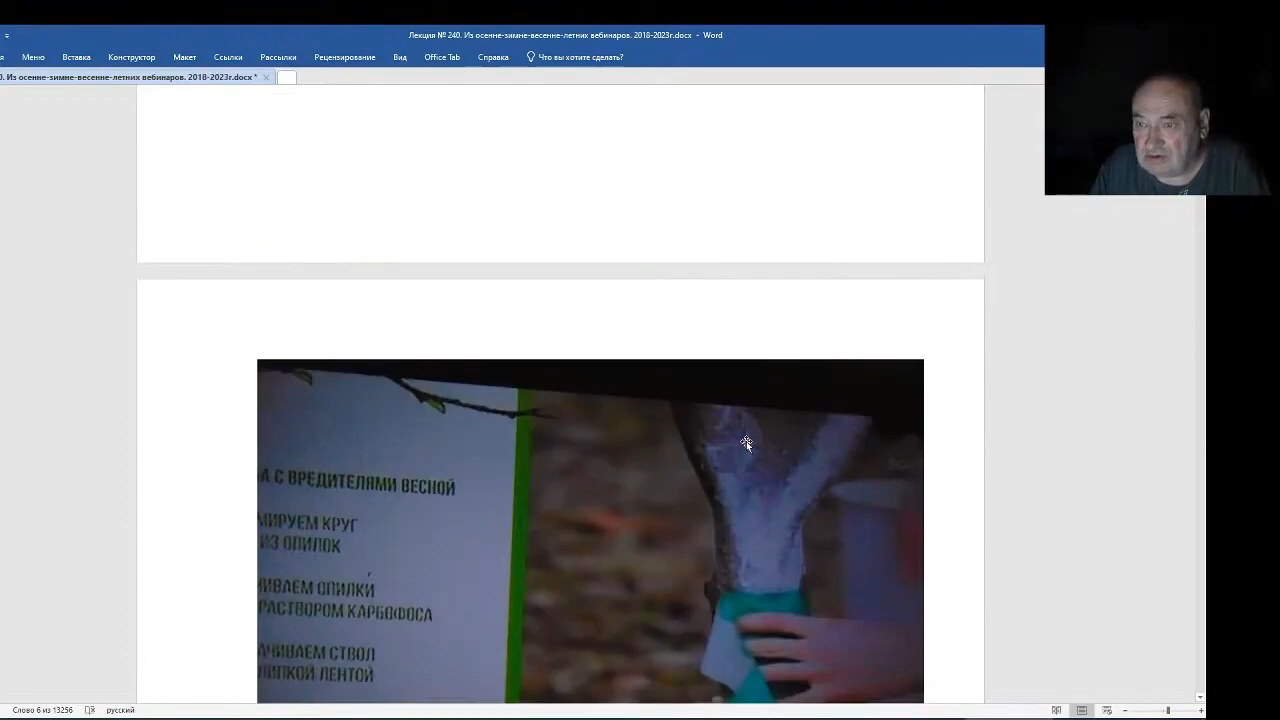 Лекция № 240. Из осенне-зимне-весенне-летних вебинаров. 2018-2023г.docx - Word
я Меню Вставка Конструктор Макет Ссылки Рассылки Рецензирование Вид Office Tab Справка Что вы хотите сделать?
0. Из осенне-зимне-весенне-летних вебинаров. 2018-2023г.docx *
А С ВРЕДИТЕЛЯМИ ВЕСНОЙ
МИРУЕМ КРУГ
ИЗ ОПИЛОК
ЧИВАЕМ ОПИЛКИ
РАСТВОРОМ КАРБОФОСА
АЧИВАЕМ СТВОЛ
ЛИПКОЙ ЛЕНТОЙ
Слово 6 из 13256 русский